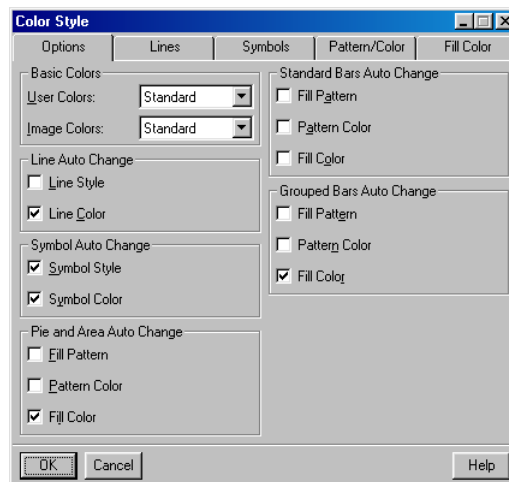 Color Style
Options Lines Symbols Pattern/Color Fill Color
Basic Colors
User Colors: Standard
Image Colors: Standard
Line Auto Change
Line Style
Line Color
Symbol Auto Change
Symbol Style
Symbol Color
Pie and Area Auto Change
Fill Pattern
Pattern Color
Fill Color
Standard Bars Auto Change
Fill Pattern
Pattern Color
Fill Color
Grouped Bars Auto Change
Fill Pattern
Pattern Color
Fill Color
OK Cancel Help